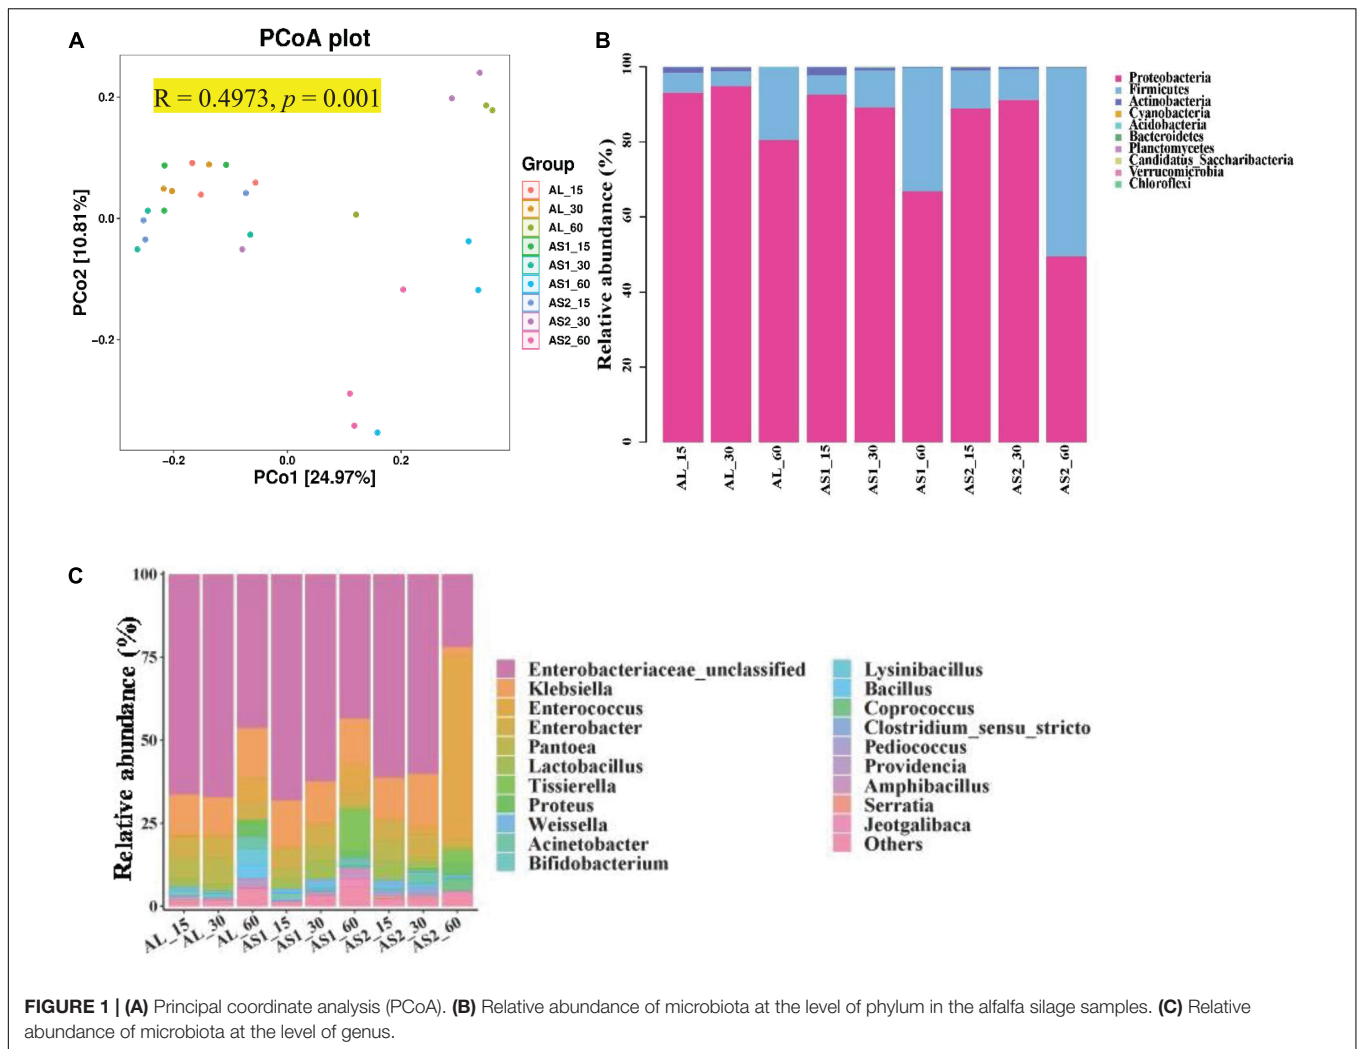 A
PCoA plot
R = 0.4973, p = 0.001
0.2
0.0
−0.2
PCo2 [10.81%]
−0.2
0.0
0.2
PCo1 [24.97%]
Group
AL_15
AL_30
AL_60
AS1_15
AS1_30
AS1_60
AS2_15
AS2_30
AS2_60
B
Relative abundance (%)
100
80
60
40
20
0
AL_15
AL_30
AL_60
AS1_15
AS1_30
AS1_60
AS2_15
AS2_30
AS2_60
Proteobacteria
Firmicutes
Actinobacteria
Cyanobacteria
Acidobacteria
Bacteroidetes
Planctomycetes
Candidatus_Saccharibacteria
Verrucomicrobia
Chloroflexi
C
Relative abundance (%)
100
75
50
25
0
AL_15
AL_30
AL_60
AS1_15
AS1_30
AS1_60
AS2_15
AS2_30
AS2_60
Enterobacteriaceae_unclassified
Klebsiella
Enterococcus
Enterobacter
Pantoea
Lactobacillus
Tissierella
Proteus
Weissella
Acinetobacter
Bifidobacterium
Lysinibacillus
Bacillus
Coprococcus
Clostridium_sensu_stricto
Pediococcus
Providencia
Amphibacillus
Serratia
Jeotgalibaca
Others
FIGURE 1 | (A) Principal coordinate analysis (PCoA). (B) Relative abundance of microbiota at the level of phylum in the alfalfa silage samples. (C) Relative
abundance of microbiota at the level of genus.